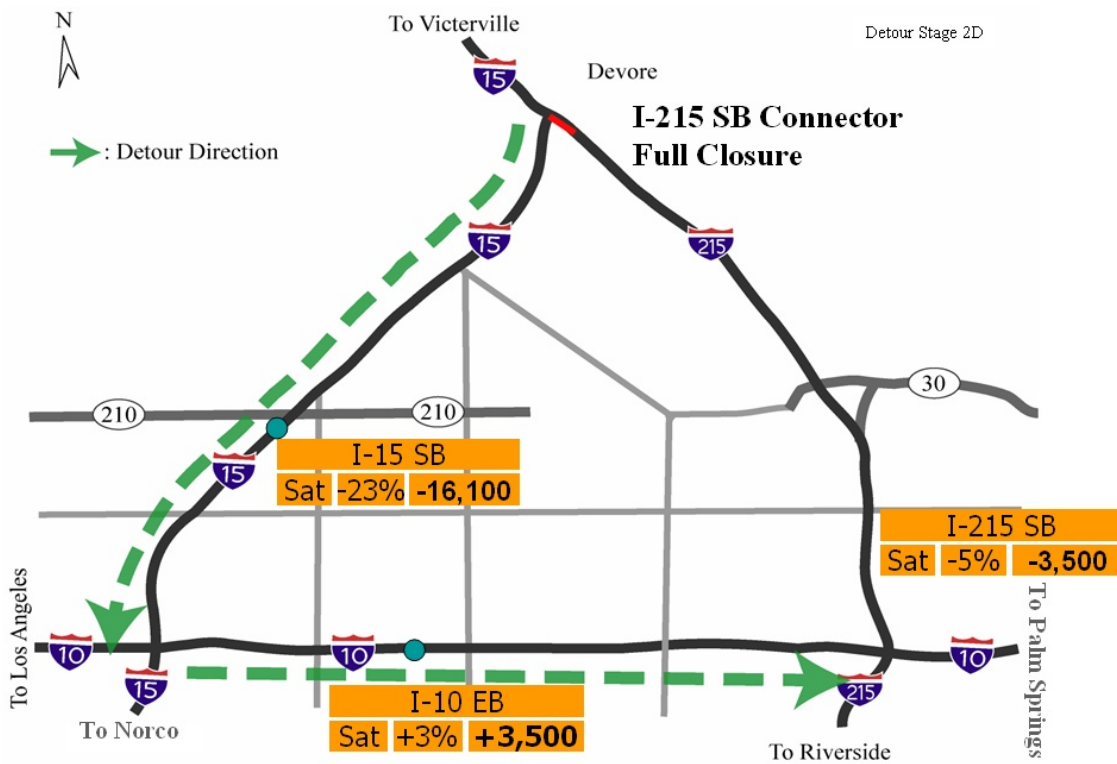 N
To Victerville
Detour Stage 2D
15
Devore
I-215 SB Connector
Full Closure
: Detour Direction
15
215
30
210
210
15
I-15 SB
Sat -23% -16,100
I-215 SB
Sat -5% -3,500
To Los Angeles
To Palm Springs
10
10
10
15
215
I-10 EB
Sat +3% +3,500
To Norco
To Riverside